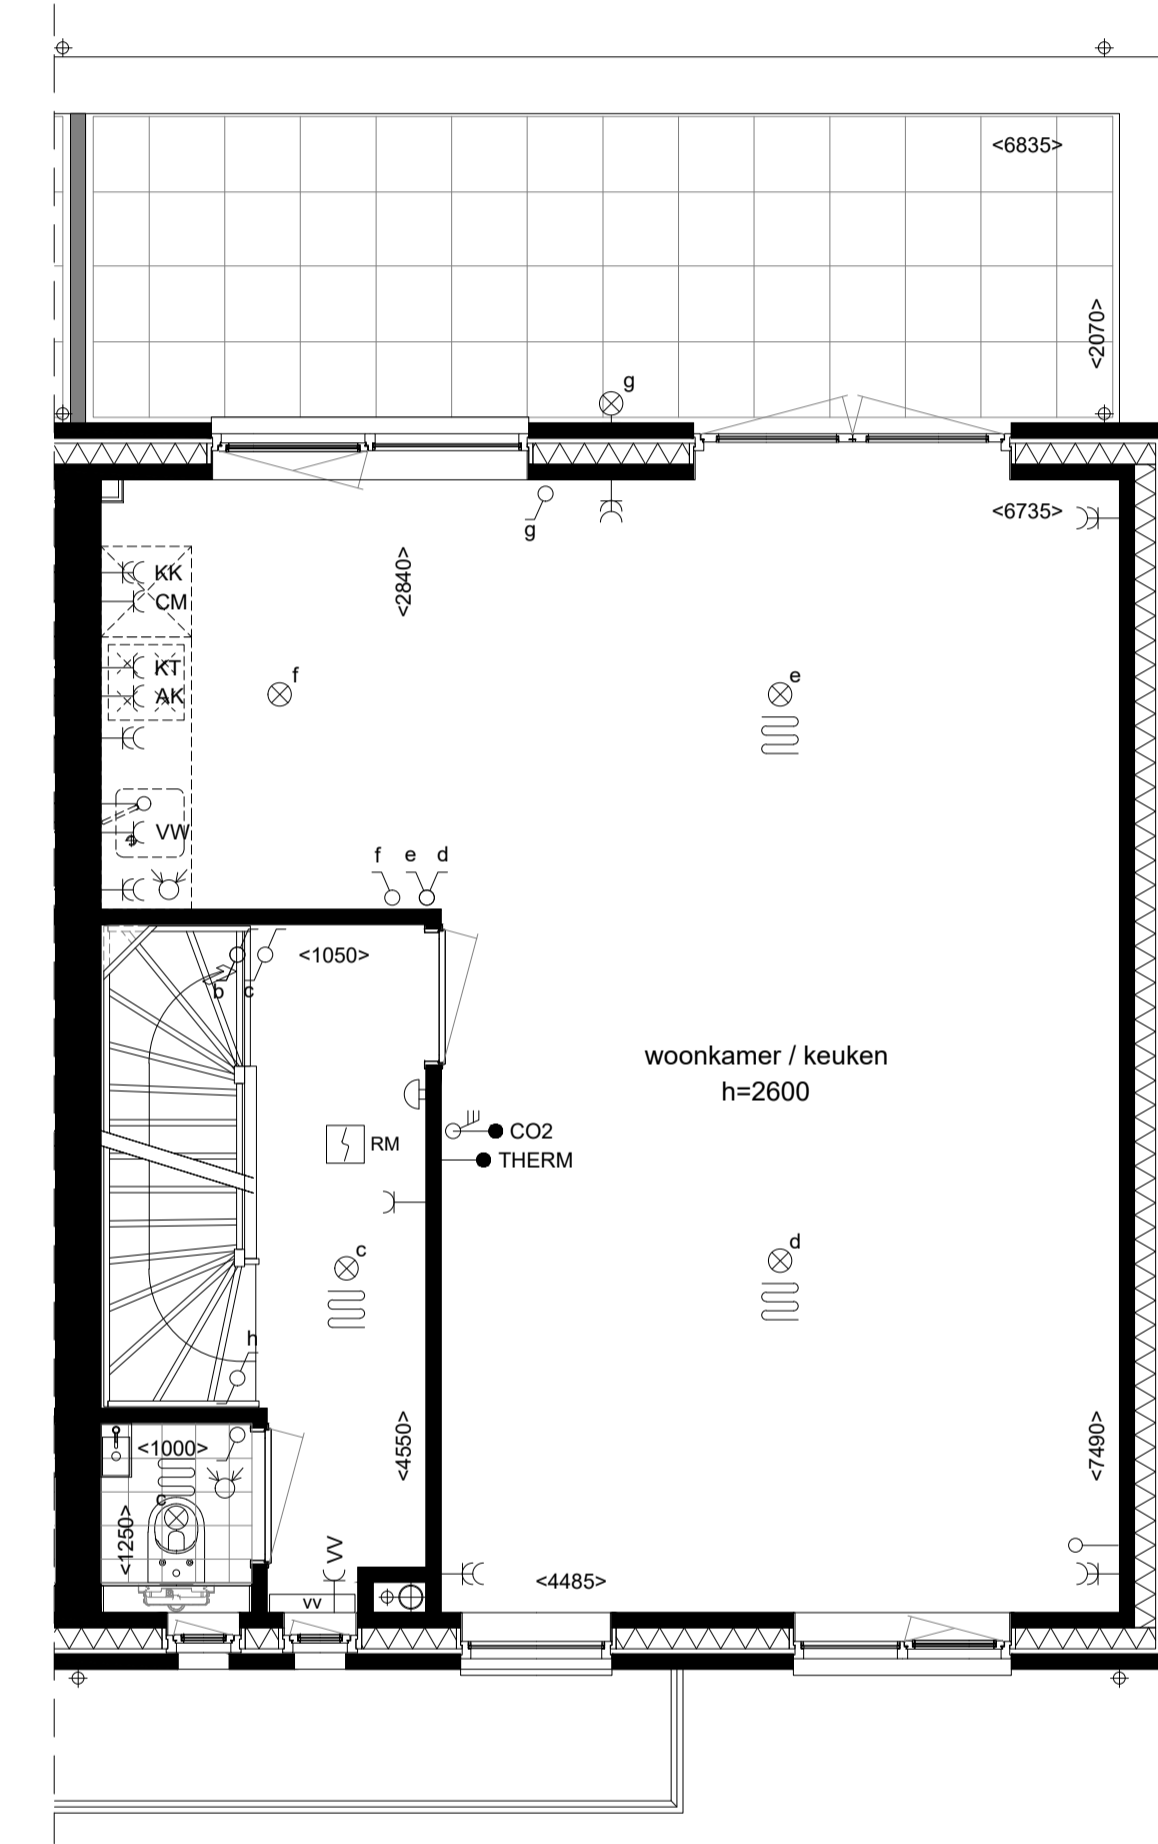 <6835>
<2070>
g
g
<6735>
<2840>
KK
CM
KT
AK
f
e
VW
f e d
<1050>
b c
woonkamer / keuken
h=2600
RM
CO2
THERM
c
d
h
<1000>
c
<1250>
<4550>
<7490>
VV
vv
<4485>